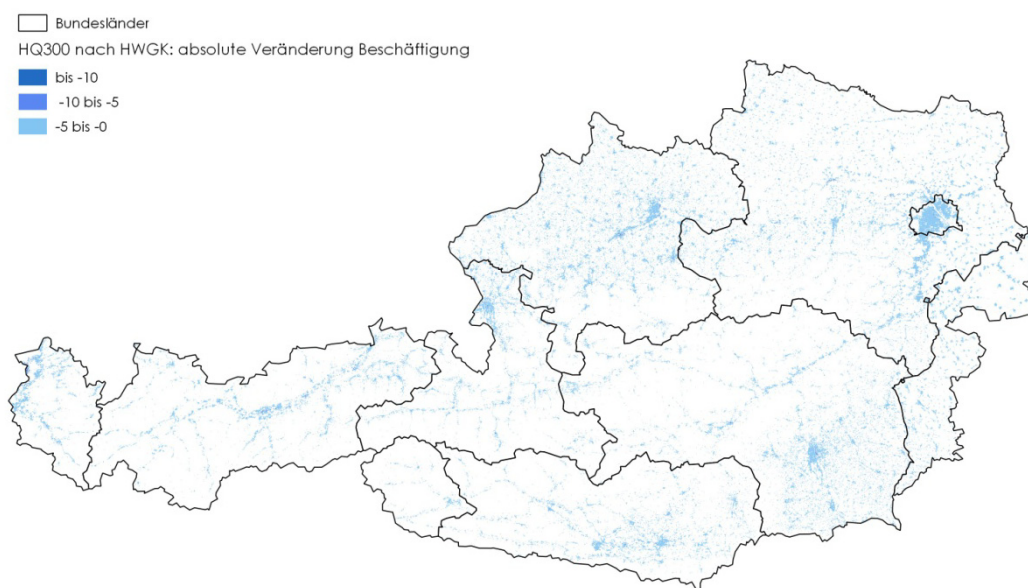 Bundesländer
HQ300 nach HWGK: absolute Veränderung Beschäftigung
bis -10
-10 bis -5
-5 bis -0